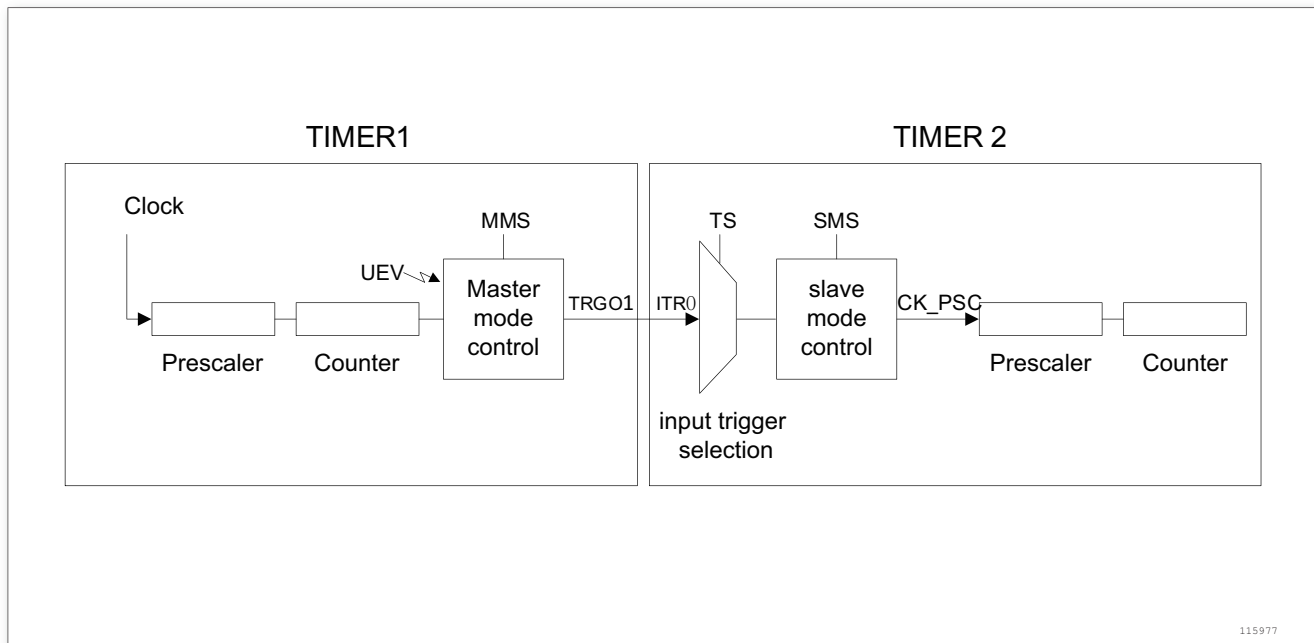 TIMER1
TIMER 2
Clock
MMS
UEV
Master
mode
control
TRGO1
Prescaler
Counter
ITR0
TS
SMS
input trigger
selection
slave
mode
control
CK_PSC
Prescaler
Counter
115977